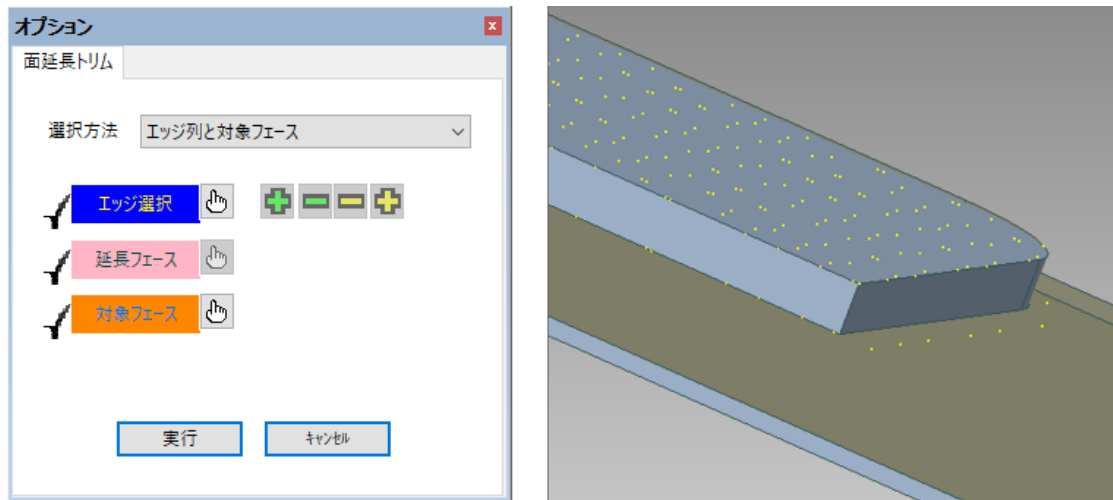 オプション
面延長トリム
選択方法 エッジ列と対象フェース
エッジ選択
延長フェース
対象フェース
実行 キャンセル